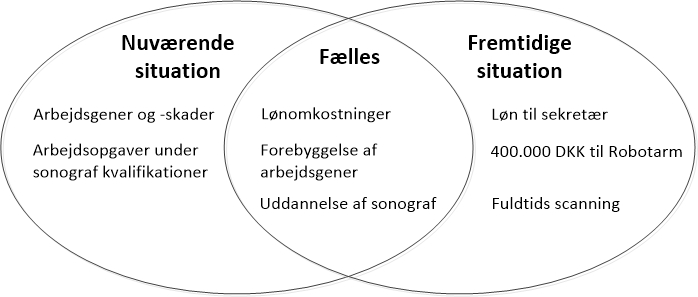 Nuværende
situation
Arbejdsgener og -skader
Arbejdsopgaver under
sonograf kvalifikationer
Fælles
Lønomkostninger
Forebyggelse af
arbejdsgener
Uddannelse af sonograf
Fremtidige
situation
Løn til sekretær
400.000 DKK til Robotarm
Fuldtids scanning